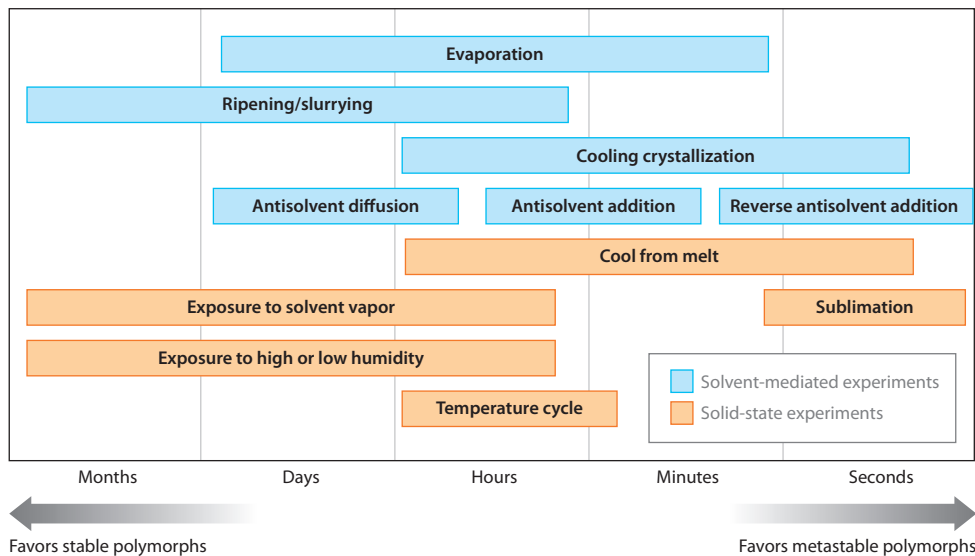 Evaporation
Ripening/slurrying
Cooling crystallization
Antisolvent diffusion
Antisolvent addition
Reverse antisolvent addition
Cool from melt
Exposure to solvent vapor
Sublimation
Exposure to high or low humidity
Temperature cycle
Solvent-mediated experiments
Solid-state experiments
Months
Days
Hours
Minutes
Seconds
Favors stable polymorphs
Favors metastable polymorphs